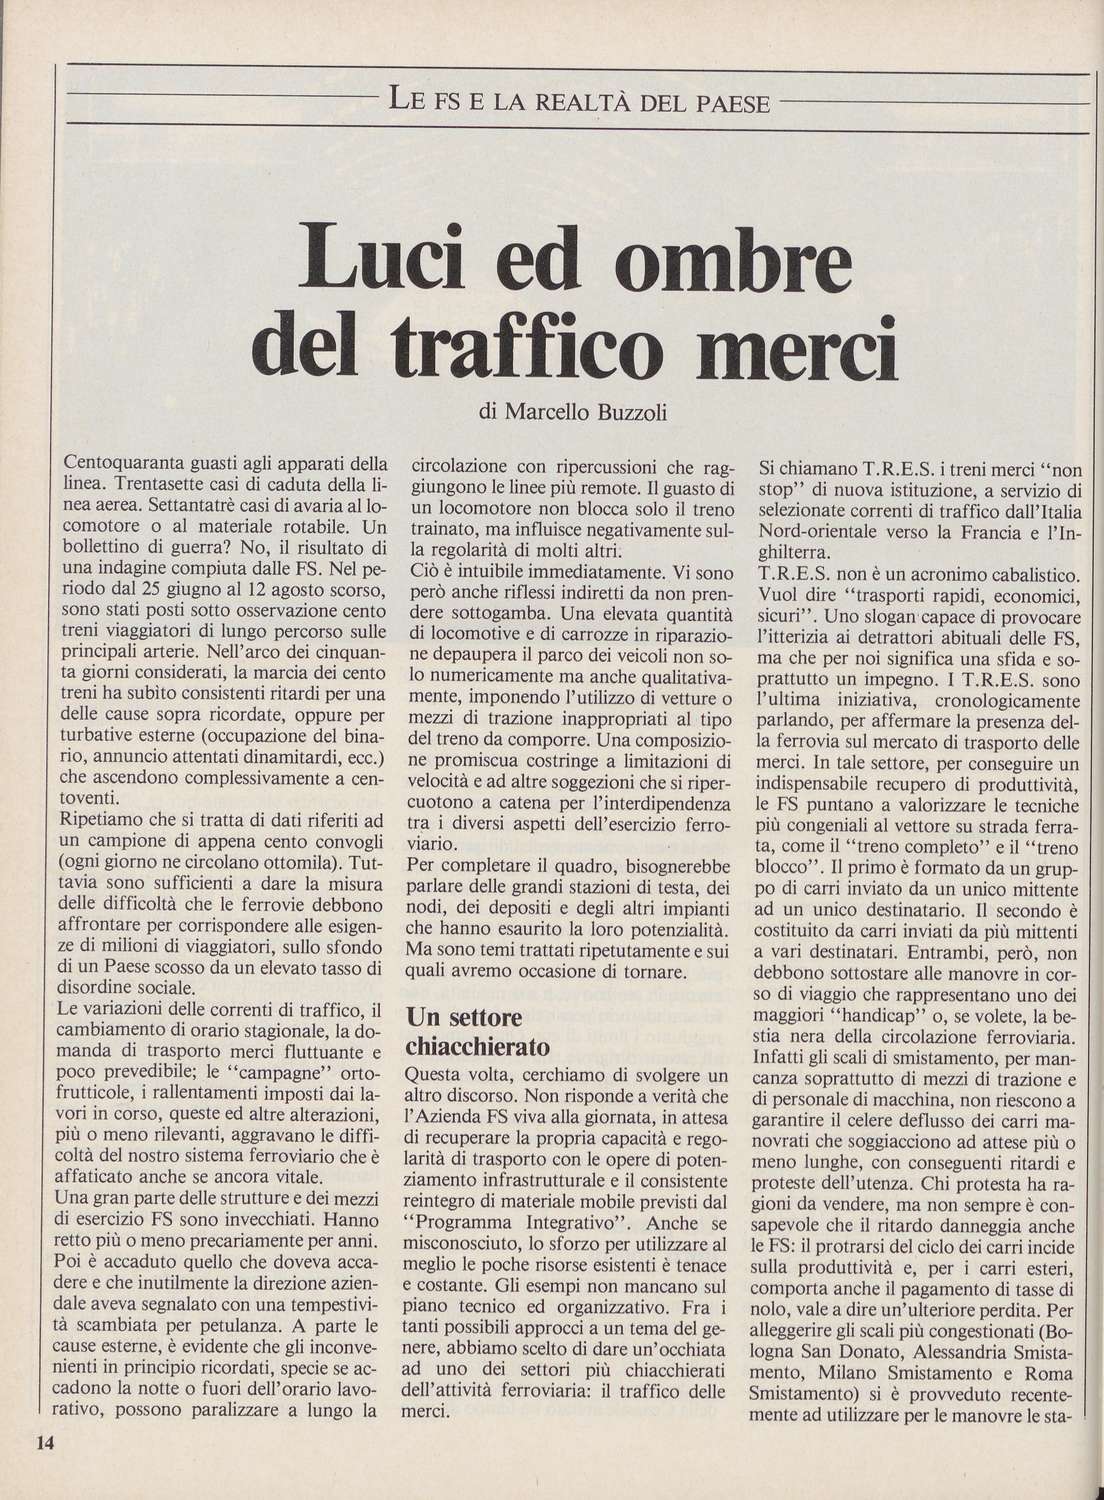 LE FS E LA REALTÀ DEL PAESE
Luci ed ombre
del traffico merci
di Marcello Buzzoli
Centoquaranta guasti agli apparati della
linea. Trentasette casi di caduta della li-
nea aerea. Settantatrè casi di avaria al lo-
comotore o al materiale rotabile. Un
bollettino di guerra? No, il risultato di
una indagine compiuta dalle FS. Nel pe-
riodo dal 25 giugno al 12 agosto scorso,
sono stati posti sotto osservazione cento
treni viaggiatori di lungo percorso sulle
principali arterie. Nell'arco dei cinquan-
ta giorni considerati, la marcia dei cento
treni ha subìto consistenti ritardi per una
delle cause sopra ricordate, oppure per
turbative esterne (occupazione del bina-
rio, annuncio attentati dinamitardi, ecc.)
che ascendono complessivamente a cen-
toventi.
Ripetiamo che si tratta di dati riferiti ad
un campione di appena cento convogli
(ogni giorno ne circolano ottomila). Tut-
tavia sono sufficienti a dare la misura
delle difficoltà che le ferrovie debbono
affrontare per corrispondere alle esigen-
ze di milioni di viaggiatori, sullo sfondo
di un Paese scosso da un elevato tasso di
disordine sociale.
Le variazioni delle correnti di traffico, il
cambiamento di orario stagionale, la do-
manda di trasporto merci fluttuante e
poco prevedibile; le "campagne" orto-
frutticole, i rallentamenti imposti dai la-
vori in corso, queste ed altre alterazioni,
più o meno rilevanti, aggravano le diffi-
coltà del nostro sistema ferroviario che è
affaticato anche se ancora vitale.
Una gran parte delle strutture e dei mezzi
di esercizio FS sono invecchiati. Hanno
retto più o meno precariamente per anni.
Poi è accaduto quello che doveva acca-
dere e che inutilmente la direzione azien-
dale aveva segnalato con una tempestivi-
tà scambiata per petulanza. A parte le
cause esterne, è evidente che gli inconve-
nienti in principio ricordati, specie se ac-
cadono la notte o fuori dell'orario lavo-
rativo, possono paralizzare a lungo la
circolazione con ripercussioni che rag-
giungono le linee più remote. Il guasto di
un locomotore non blocca solo il treno
trainato, ma influisce negativamente sul-
la regolarità di molti altri.
Ciò è intuibile immediatamente. Vi sono
però anche riflessi indiretti da non pren-
dere sottogamba. Una elevata quantità
di locomotive e di carrozze in riparazio-
ne depaupera il parco dei veicoli non so-
lo numericamente ma anche qualitativa-
mente, imponendo l'utilizzo di vetture o
mezzi di trazione inappropriati al tipo
del treno da comporre. Una composizio-
ne promiscua costringe a limitazioni di
velocità e ad altre soggezioni che si riper-
cuotono a catena per l'interdipendenza
tra i diversi aspetti dell'esercizio ferro-
viario.
Per completare il quadro, bisognerebbe
parlare delle grandi stazioni di testa, dei
nodi, dei depositi e degli altri impianti
che hanno esaurito la loro potenzialità.
Ma sono temi trattati ripetutamente e sui
quali avremo occasione di tornare.
Un settore
chiacchierato
Questa volta, cerchiamo di svolgere un
altro discorso. Non risponde a verità che
l'Azienda FS viva alla giornata, in attesa
di recuperare la propria capacità e rego-
larità di trasporto con le opere di poten-
ziamento infrastrutturale e il consistente
reintegro di materiale mobile previsti dal
"Programma Integrativo". Anche se
misconosciuto, lo sforzo per utilizzare al
meglio le poche risorse esistenti è tenace
e costante. Gli esempi non mancano sul
piano tecnico ed organizzativo. Fra i
tanti possibili approcci a un tema del ge-
nere, abbiamo scelto di dare un'occhiata
ad uno dei settori più chiacchierati
dell'attività ferroviaria: il traffico delle
merci.
Si chiamano T.R.E.S. i treni merci "non
stop" di nuova istituzione, a servizio di
selezionate correnti di traffico dall'Italia
Nord-orientale verso la Francia e l'In-
ghilterra.
T.R.E.S. non è un acronimo cabalistico.
Vuol dire "trasporti rapidi, economici,
sicuri". Uno slogan capace di provocare
l'itterizia ai detrattori abituali delle FS,
ma che per noi significa una sfida e so-
prattutto un impegno. I T.R.E.S. sono
l'ultima iniziativa, cronologicamente
parlando, per affermare la presenza del-
la ferrovia sul mercato di trasporto delle
merci. In tale settore, per conseguire un
indispensabile recupero di produttività,
le FS puntano a valorizzare le tecniche
più congeniali al vettore su strada ferra-
ta, come il "treno completo" e il "treno
blocco". Il primo è formato da un grup-
po di carri inviato da un unico mittente
ad un unico destinatario. Il secondo è
costituito da carri inviati da più mittenti
a vari destinatari. Entrambi, però, non
debbono sottostare alle manovre in cor-
so di viaggio che rappresentano uno dei
maggiori "handicap" o, se volete, la be-
stia nera della circolazione ferroviaria.
Infatti gli scali di smistamento, per man-
canza soprattutto di mezzi di trazione e
di personale di macchina, non riescono a
garantire il celere deflusso dei carri ma-
novrati che soggiacciono ad attese più o
meno lunghe, con conseguenti ritardi e
proteste dell'utenza. Chi protesta ha ra-
gioni da vendere, ma non sempre è con-
sapevole che il ritardo danneggia anche
le FS: il protrarsi del ciclo dei carri incide
sulla produttività e, per i carri esteri,
comporta anche il pagamento di tasse di
nolo, vale a dire un'ulteriore perdita. Per
alleggerire gli scali più congestionati (Bo-
logna San Donato, Alessandria Smista-
mento, Milano Smistamento e Roma
Smistamento) si è provveduto recente-
mente ad utilizzare per le manovre le sta-
14